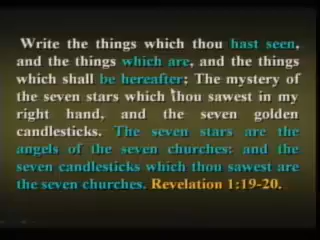 Write the things which thou hast seen,
and the things which are, and the things
which shall be hereafter; The mystery of
the seven stars which thou sawest in my
right hand, and the seven golden
candlesticks. The seven stars are the
angels of the seven churches: and the
seven candlesticks which thou sawest are
the seven churches. Revelation 1:19-20.